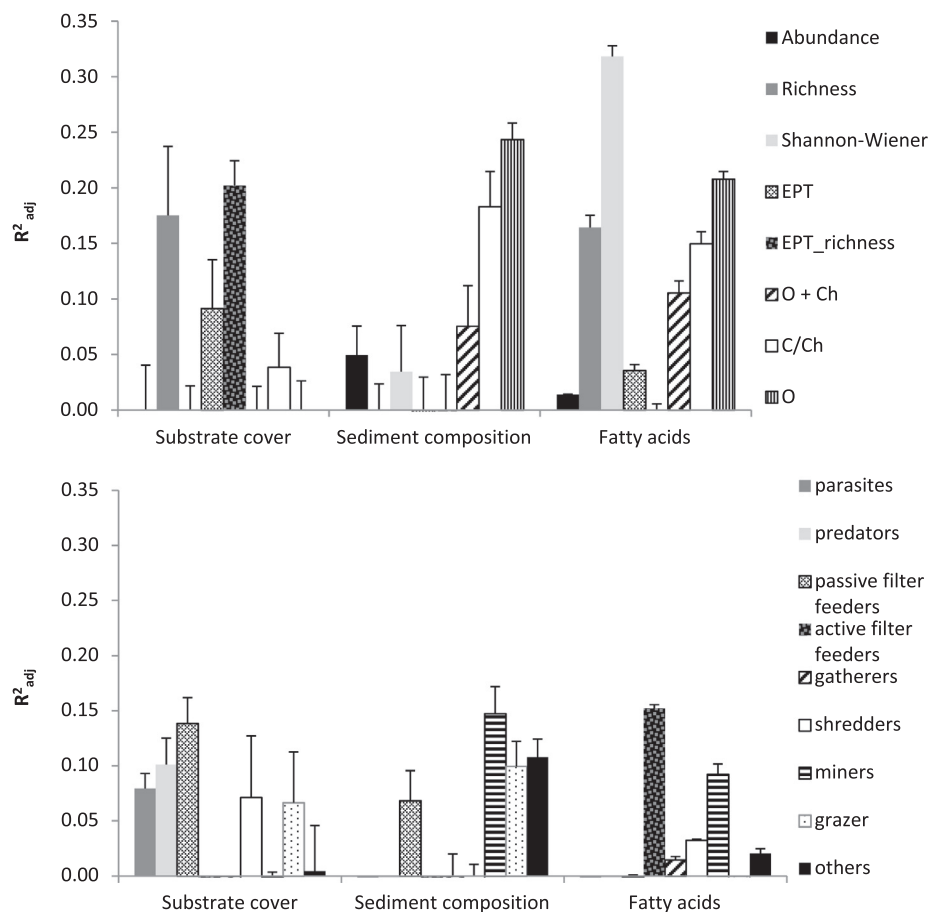 0.35
0.30
0.25
0.20
0.15
0.10
0.05
0.00
R²adj
Substrate cover Sediment composition Fatty acids
Abundance
Richness
Shannon-Wiener
EPT
EPT_richness
O + Ch
C/Ch
O
0.35
0.30
0.25
0.20
0.15
0.10
0.05
0.00
R²adj
Substrate cover Sediment composition Fatty acids
parasites
predators
passive filter
feeders
active filter
feeders
gatherers
shredders
miners
grazer
others